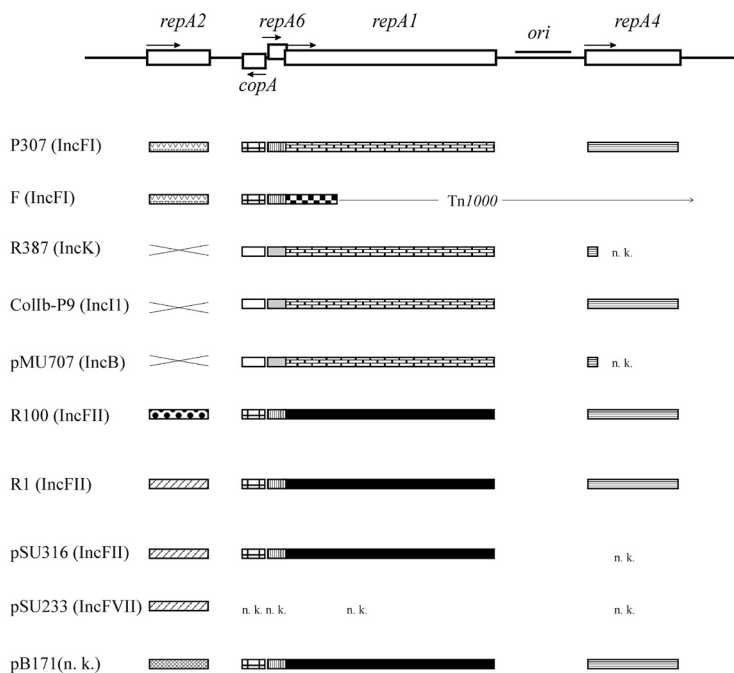 repA2 repA6 repA1 ori repA4
copA
P307 (IncFI)
F (IncFI) Tn1000
R387 (IncK) n. k.
ColIb-P9 (IncI1)
pMU707 (IncB) n. k.
R100 (IncFII)
R1 (IncFII)
pSU316 (IncFII) n. k.
pSU233 (IncFVII) n. k. n. k. n. k. n. k.
pB171(n. k.)